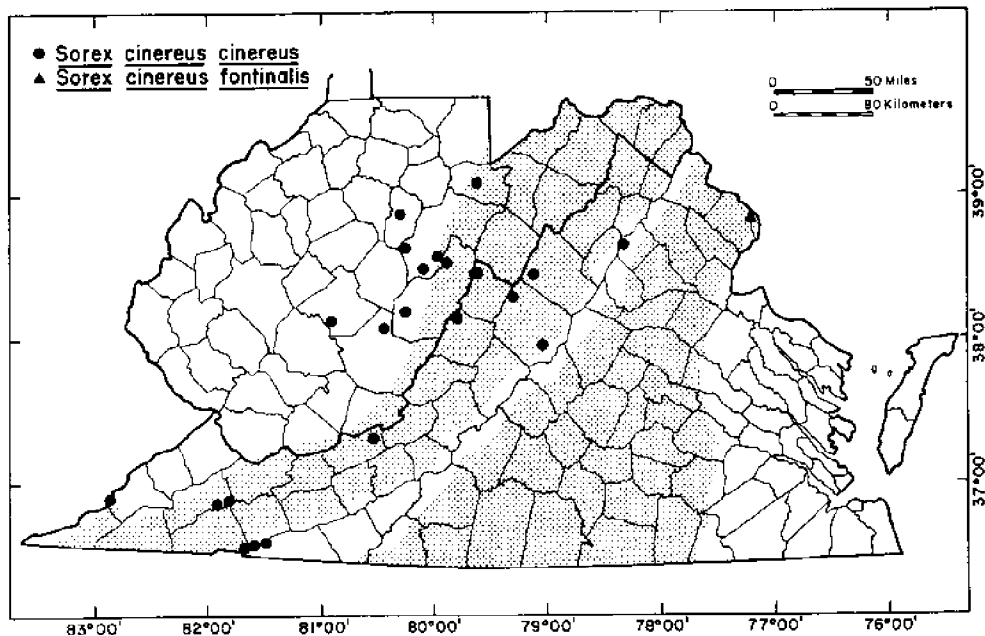 ● Sorex cinereus cinereus
▲ Sorex cinereus fontinalis
0 50 Miles
0 80 Kilometers
39°00'
38°00'
37°00'
83°00' 82°00' 81°00' 80°00' 79°00' 78°00' 77°00' 76°00'